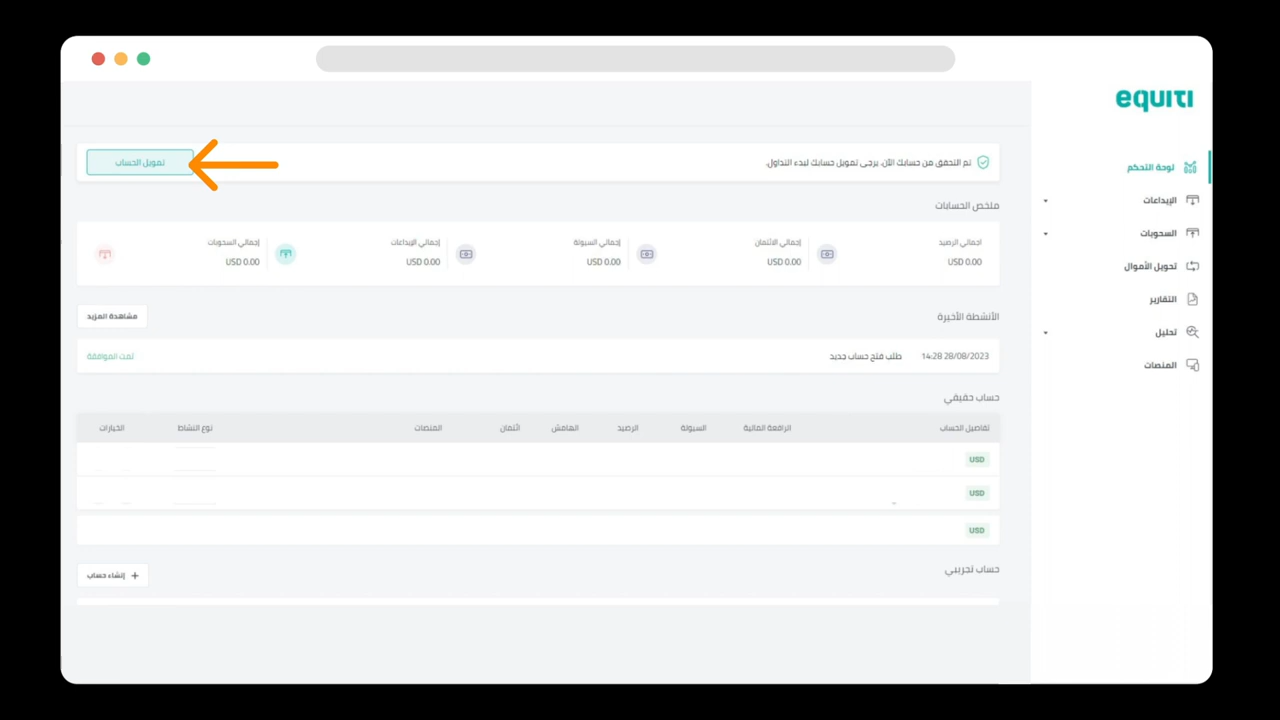 equiti
لوحة التحكم
الإيداعات
السحوبات
تحويل الأموال
التقارير
تحليل
المنصات
تم التحقق من حسابك الآن. يرجى تمويل حسابك لبدء التداول.
تمويل الحساب
ملخص الحسابات
اجمالي الرصيد
USD 0.00
إجمالي الائتمان
USD 0.00
إجمالي السيولة
USD 0.00
إجمالي الإيداعات
USD 0.00
إجمالي السحوبات
USD 0.00
الأنشطة الأخيرة
مشاهدة المزيد
14:28 28/08/2023 طلب فتح حساب جديد تمت الموافقة
حساب حقيقي
تفاصيل الحساب الرافعة المالية السيولة الرصيد الهامش ائتمان المنصات نوع النشاط الخيارات
USD
USD
USD
حساب تجريبي
+ إنشاء حساب